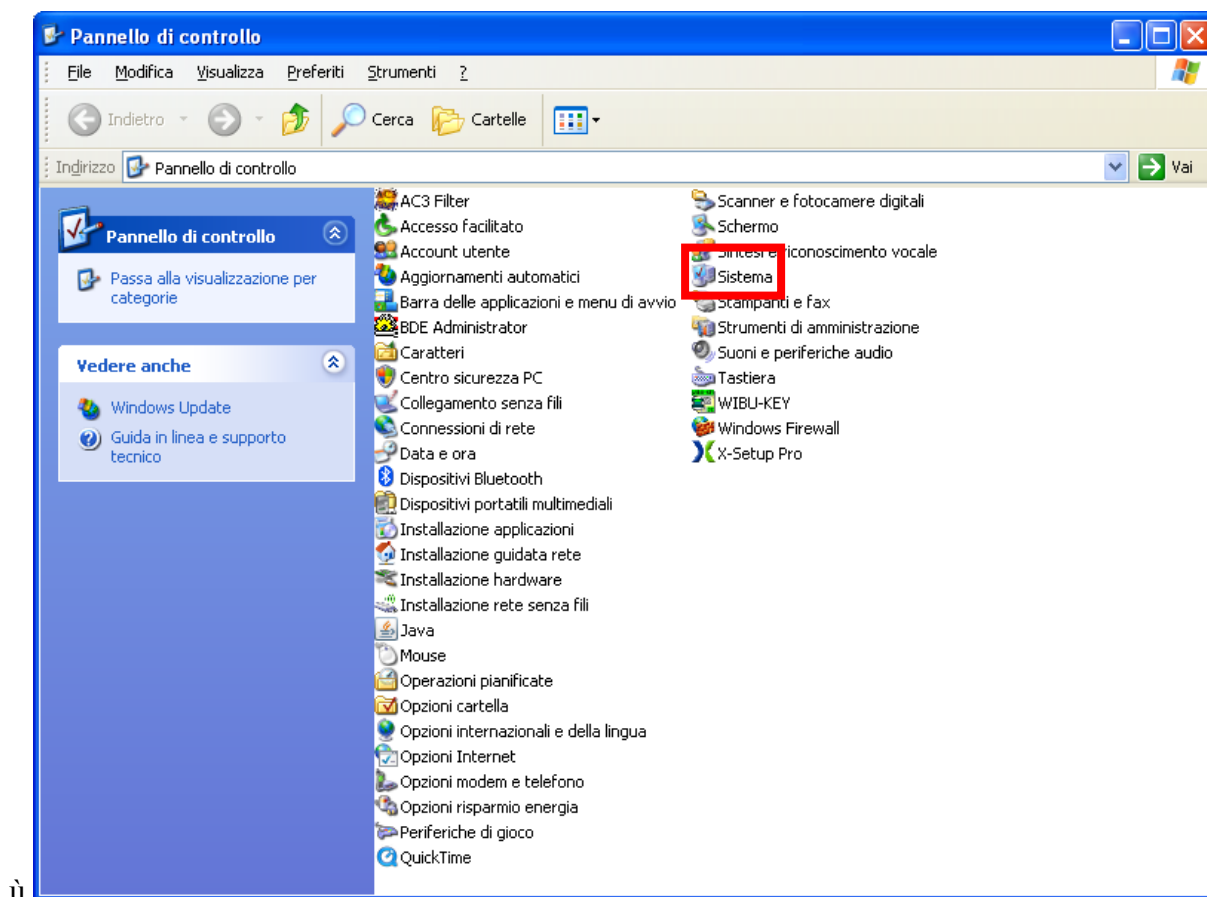 Pannello di controllo
File Modifica Visualizza Preferiti Strumenti ?
Indietro Cerca Cartelle
Indirizzo Pannello di controllo Vai
Pannello di controllo
Passa alla visualizzazione per
categorie
Vedere anche
Windows Update
Guida in linea e supporto
tecnico
AC3 Filter
Accesso facilitato
Account utente
Aggiornamenti automatici
Barra delle applicazioni e menu di avvio
BDE Administrator
Caratteri
Centro sicurezza PC
Collegamento senza fili
Connessioni di rete
Data e ora
Dispositivi Bluetooth
Dispositivi portatili multimediali
Installazione applicazioni
Installazione guidata rete
Installazione hardware
Installazione rete senza fili
Java
Mouse
Operazioni pianificate
Opzioni cartella
Opzioni internazionali e della lingua
Opzioni Internet
Opzioni modem e telefono
Opzioni risparmio energia
Periferiche di gioco
QuickTime
Scanner e fotocamere digitali
Schermo
Sintesi e riconoscimento vocale
Sistema
Stampanti e fax
Strumenti di amministrazione
Suoni e periferiche audio
Tastiera
WIBU-KEY
Windows Firewall
X-Setup Pro
ù